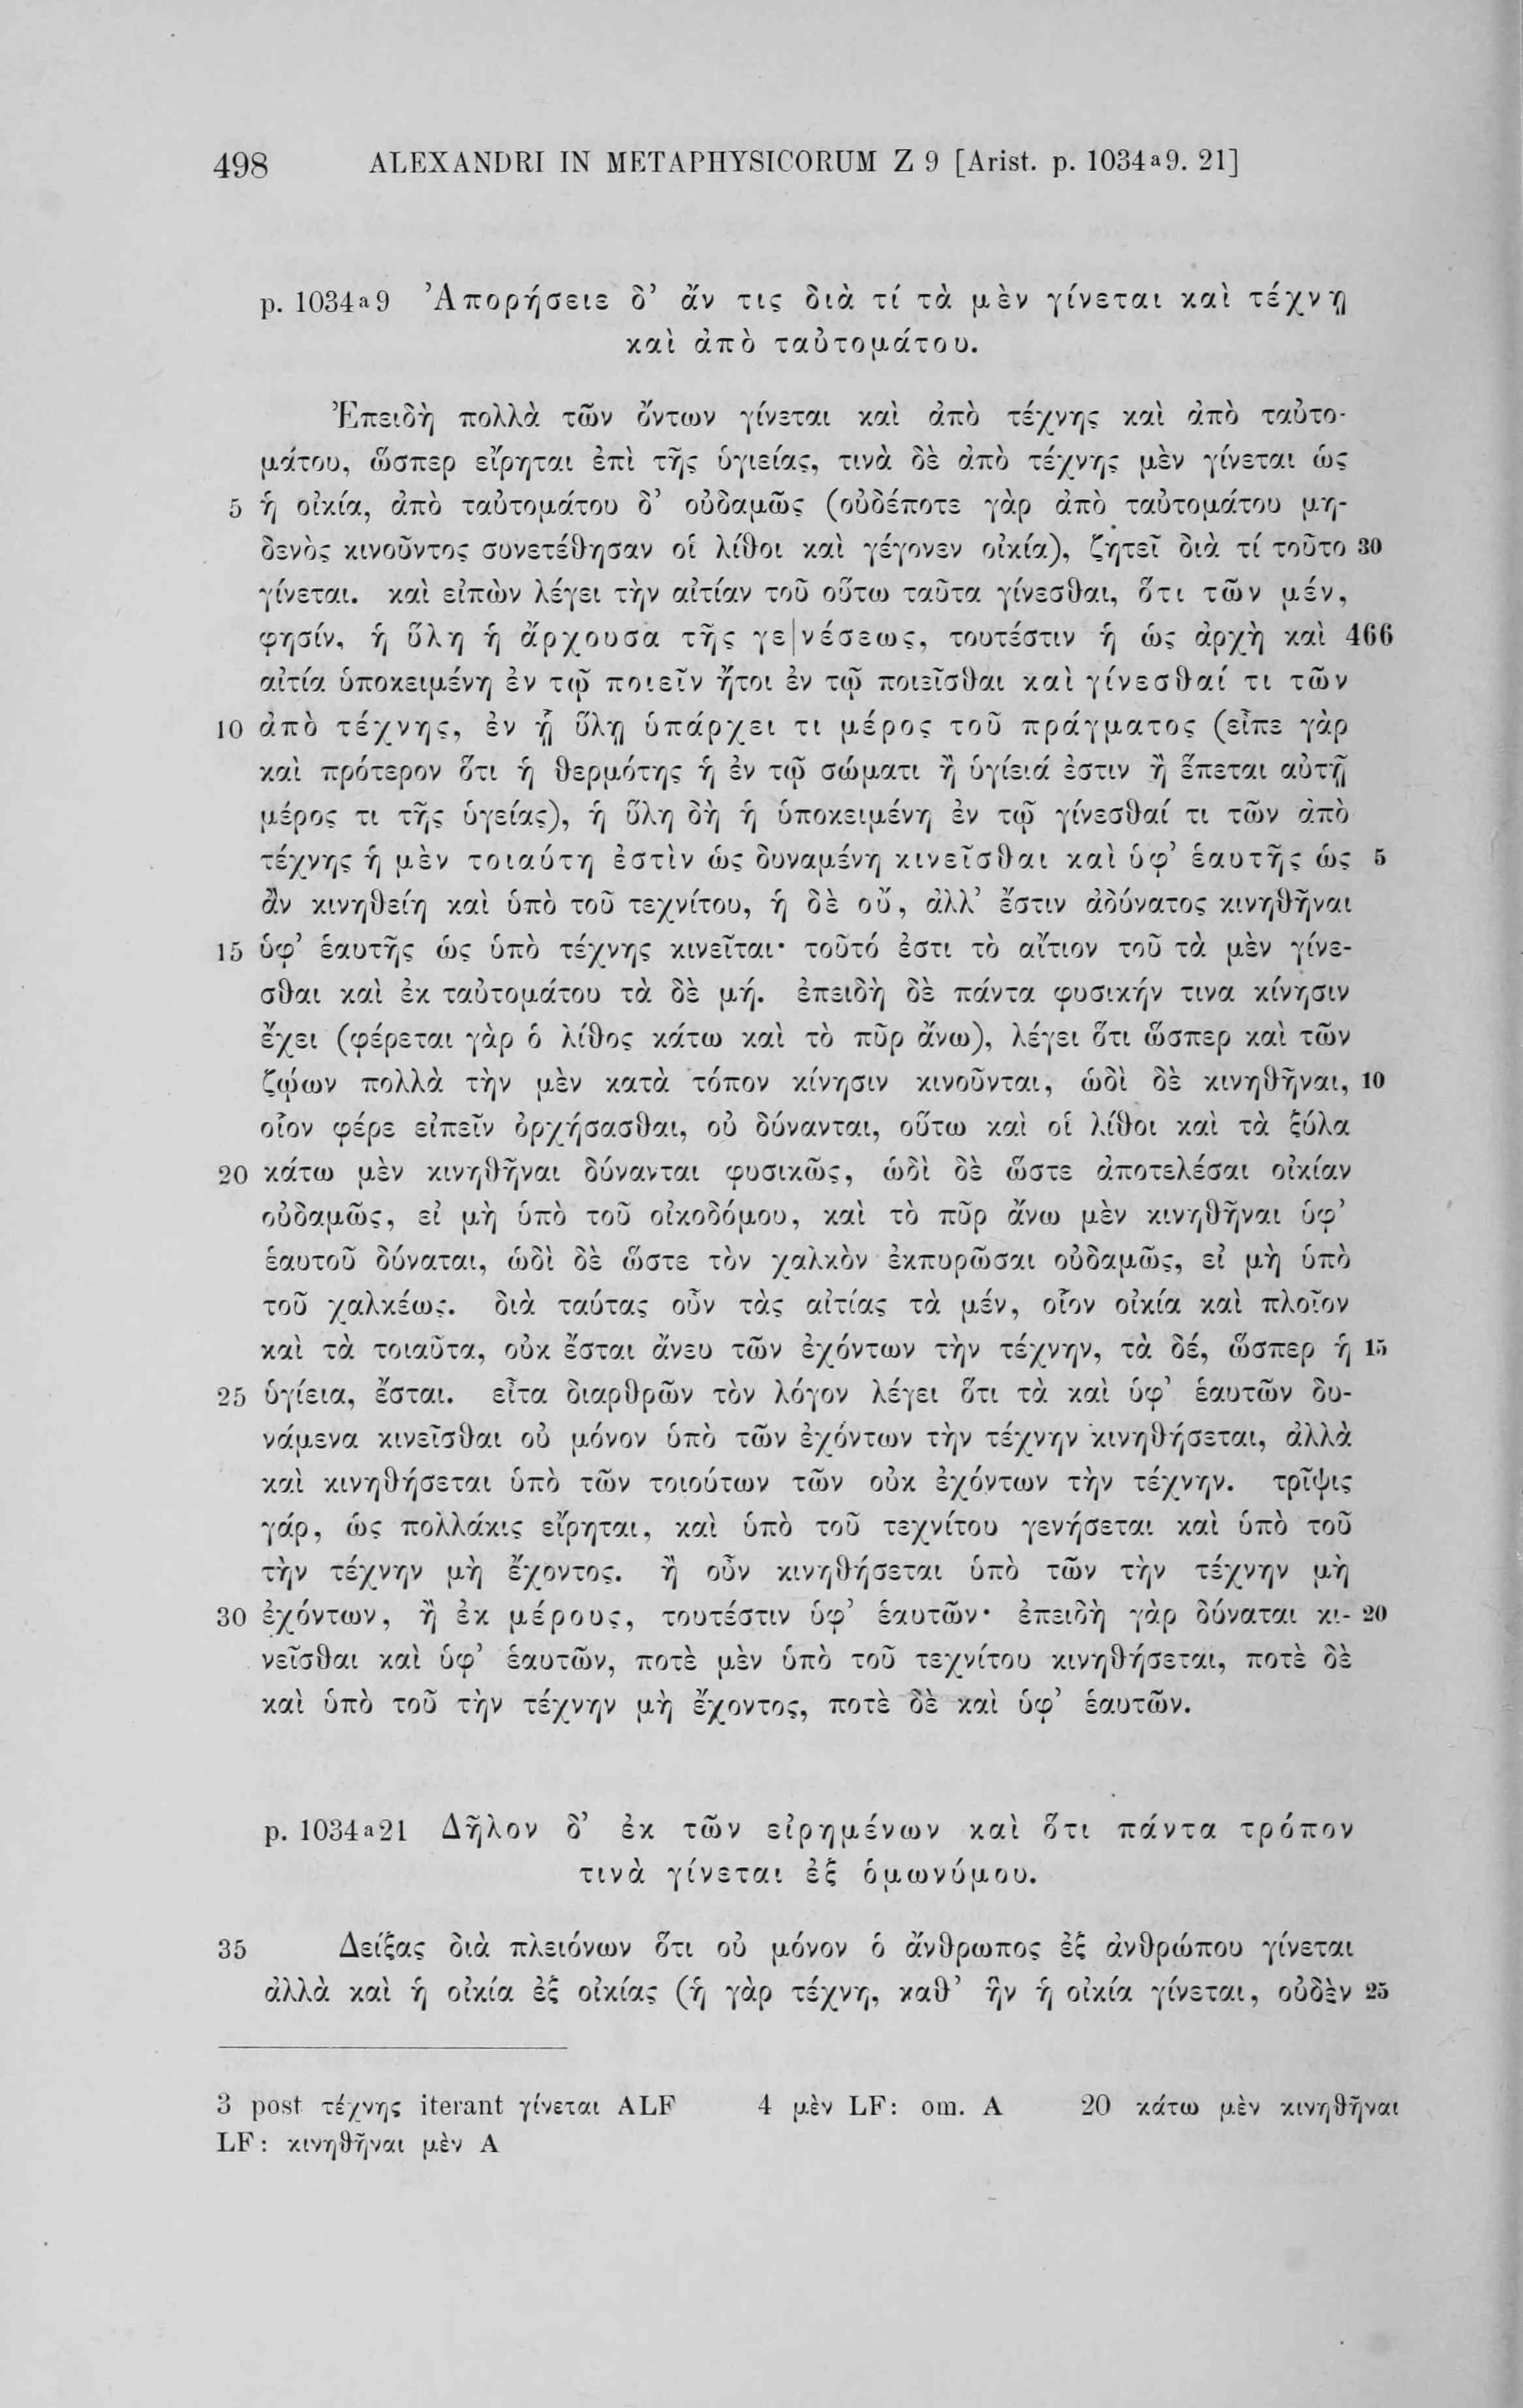 498 ALEXANDRI IN METAPHYSICORUM Z 9 [Arist. p. 1034a9. 21]
p. 1034a9 Ἀπορήσειε δ’ ἄν τις διὰ τί τὰ μὲν γίνεται καὶ τέχνῃ
καὶ ἀπὸ ταὐτομάτου.
Ἐπειδὴ πολλὰ τῶν ὄντων γίνεται καὶ ἀπὸ τέχνης καὶ ἀπὸ ταὐτο-
μάτου, ὥσπερ εἴρηται ἐπὶ τῆς ὑγιείας, τινὰ δὲ ἀπὸ τέχνης μὲν γίνεται ὡς
5 ἡ οἰκία, ἀπὸ ταὐτομάτου δ’ οὐδαμῶς (οὐδέποτε γὰρ ἀπὸ ταὐτομάτου μη-
δενὸς κινοῦντος συνετέθησαν οἱ λίθοι καὶ γέγονεν οἰκία), ζητεῖ διὰ τί τοῦτο 30
γίνεται. καὶ εἰπὼν λέγει τὴν αἰτίαν τοῦ οὕτω ταῦτα γίνεσθαι, ὅτι τῶν μέν,
φησίν, ἡ ὕλη ἡ ἄρχουσα τῆς γε|νέσεως, τουτέστιν ἡ ὡς ἀρχὴ καὶ 466
αἰτία ὑποκειμένη ἐν τῷ ποιεῖν ἤτοι ἐν τῷ ποιεῖσθαι καὶ γίνεσθαί τι τῶν
10 ἀπὸ τέχνης, ἐν ᾗ ὕλῃ ὑπάρχει τι μέρος τοῦ πράγματος (εἶπε γὰρ
καὶ πρότερον ὅτι ἡ θερμότης ἡ ἐν τῷ σώματι ἢ ὑγίειά ἐστιν ἢ ἕπεται αὐτῇ
μέρος τι τῆς ὑγείας), ἡ ὕλη δὴ ἡ ὑποκειμένη ἐν τῷ γίνεσθαί τι τῶν ἀπὸ
τέχνης ἡ μὲν τοιαύτη ἐστὶν ὡς δυναμένη κινεῖσθαι καὶ ὑφ’ ἑαυτῆς ὡς 5
ἂν κινηθείη καὶ ὑπὸ τοῦ τεχνίτου, ἡ δὲ οὔ, ἀλλ’ ἔστιν ἀδύνατος κινηθῆναι
15 ὑφ’ ἑαυτῆς ὡς ὑπὸ τέχνης κινεῖται· τοῦτό ἐστι τὸ αἴτιον τοῦ τὰ μὲν γίνε-
σθαι καὶ ἐκ ταὐτομάτου τὰ δὲ μή. ἐπειδὴ δὲ πάντα φυσικήν τινα κίνησιν
ἔχει (φέρεται γὰρ ὁ λίθος κάτω καὶ τὸ πῦρ ἄνω), λέγει ὅτι ὥσπερ καὶ τῶν
ζῴων πολλὰ τὴν μὲν κατὰ τόπον κίνησιν κινοῦνται, ὡδὶ δὲ κινηθῆναι, 10
οἷον φέρε εἰπεῖν ὀρχήσασθαι, οὐ δύνανται, οὕτω καὶ οἱ λίθοι καὶ τὰ ξύλα
20 κάτω μὲν κινηθῆναι δύνανται φυσικῶς, ὡδὶ δὲ ὥστε ἀποτελέσαι οἰκίαν
οὐδαμῶς, εἰ μὴ ὑπὸ τοῦ οἰκοδόμου, καὶ τὸ πῦρ ἄνω μὲν κινηθῆναι ὑφ’
ἑαυτοῦ δύναται, ὡδὶ δὲ ὥστε τὸν χαλκὸν ἐκπυρῶσαι οὐδαμῶς, εἰ μὴ ὑπὸ
τοῦ χαλκέως. διὰ ταύτας οὖν τὰς αἰτίας τὰ μέν, οἷον οἰκία καὶ πλοῖον
καὶ τὰ τοιαῦτα, οὐκ ἔσται ἄνευ τῶν ἐχόντων τὴν τέχνην, τὰ δέ, ὥσπερ ἡ 15
25 ὑγίεια, ἔσται. εἶτα διαρθρῶν τὸν λόγον λέγει ὅτι τὰ καὶ ὑφ’ ἑαυτῶν δυ-
νάμενα κινεῖσθαι οὐ μόνον ὑπὸ τῶν ἐχόντων τὴν τέχνην κινηθήσεται, ἀλλὰ
καὶ κινηθήσεται ὑπὸ τῶν τοιούτων τῶν οὐκ ἐχόντων τὴν τέχνην. τρῖψις
γάρ, ὡς πολλάκις εἴρηται, καὶ ὑπὸ τοῦ τεχνίτου γενήσεται καὶ ὑπὸ τοῦ
τὴν τέχνην μὴ ἔχοντος. ἢ οὖν κινηθήσεται ὑπὸ τῶν τὴν τέχνην μὴ
30 ἐχόντων, ἢ ἐκ μέρους, τουτέστιν ὑφ’ ἑαυτῶν· ἐπειδὴ γὰρ δύναται κι- 20
νεῖσθαι καὶ ὑφ’ ἑαυτῶν, ποτὲ μὲν ὑπὸ τοῦ τεχνίτου κινηθήσεται, ποτὲ δὲ
καὶ ὑπὸ τοῦ τὴν τέχνην μὴ ἔχοντος, ποτὲ δὲ καὶ ὑφ’ ἑαυτῶν.
p. 1034a21 Δῆλον δ’ ἐκ τῶν εἰρημένων καὶ ὅτι πάντα τρόπον
τινὰ γίνεται ἐξ ὁμωνύμου.
35 Δείξας διὰ πλειόνων ὅτι οὐ μόνον ὁ ἄνθρωπος ἐξ ἀνθρώπου γίνεται
ἀλλὰ καὶ ἡ οἰκία ἐξ οἰκίας (ἡ γὰρ τέχνη, καθ’ ἣν ἡ οἰκία γίνεται, οὐδὲν 25
3 post τέχνης iterant γίνεται ALF 4 μὲν LF: om. A 20 κάτω μὲν κινηθῆναι
LF: κινηθῆναι μὲν A